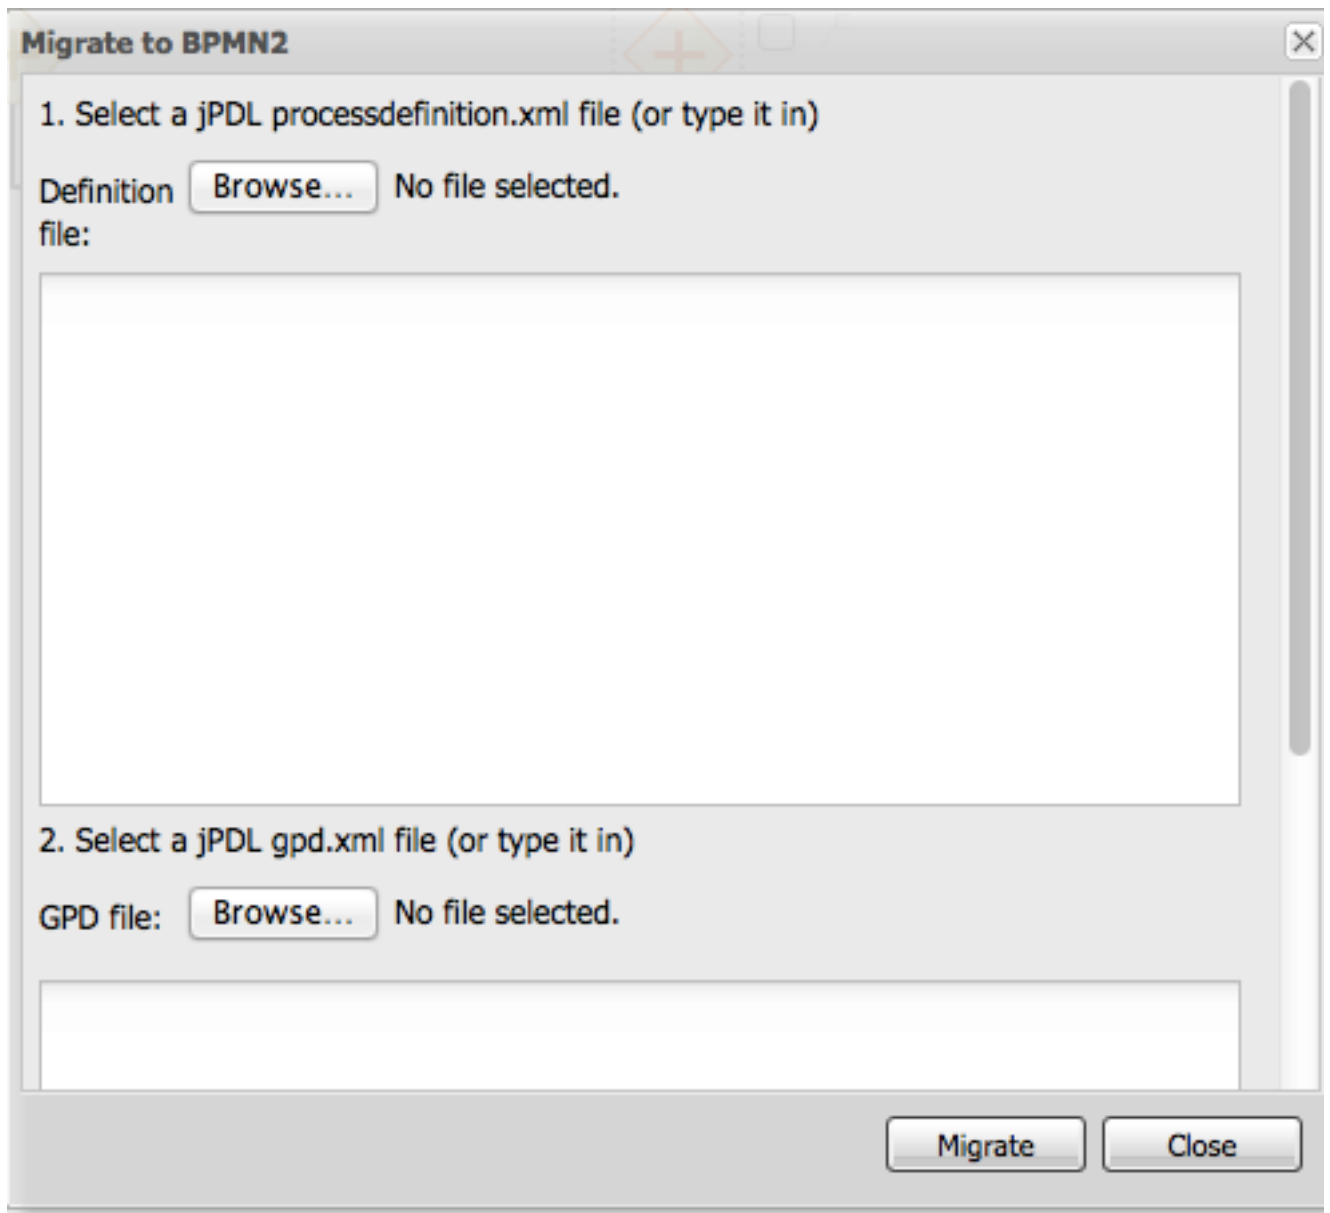 Migrate to BPMN2
1. Select a jPDL processdefinition.xml file (or type it in)
Definition file:
Browse... No file selected.
2. Select a jPDL gpd.xml file (or type it in)
GPD file: Browse... No file selected.
Migrate Close